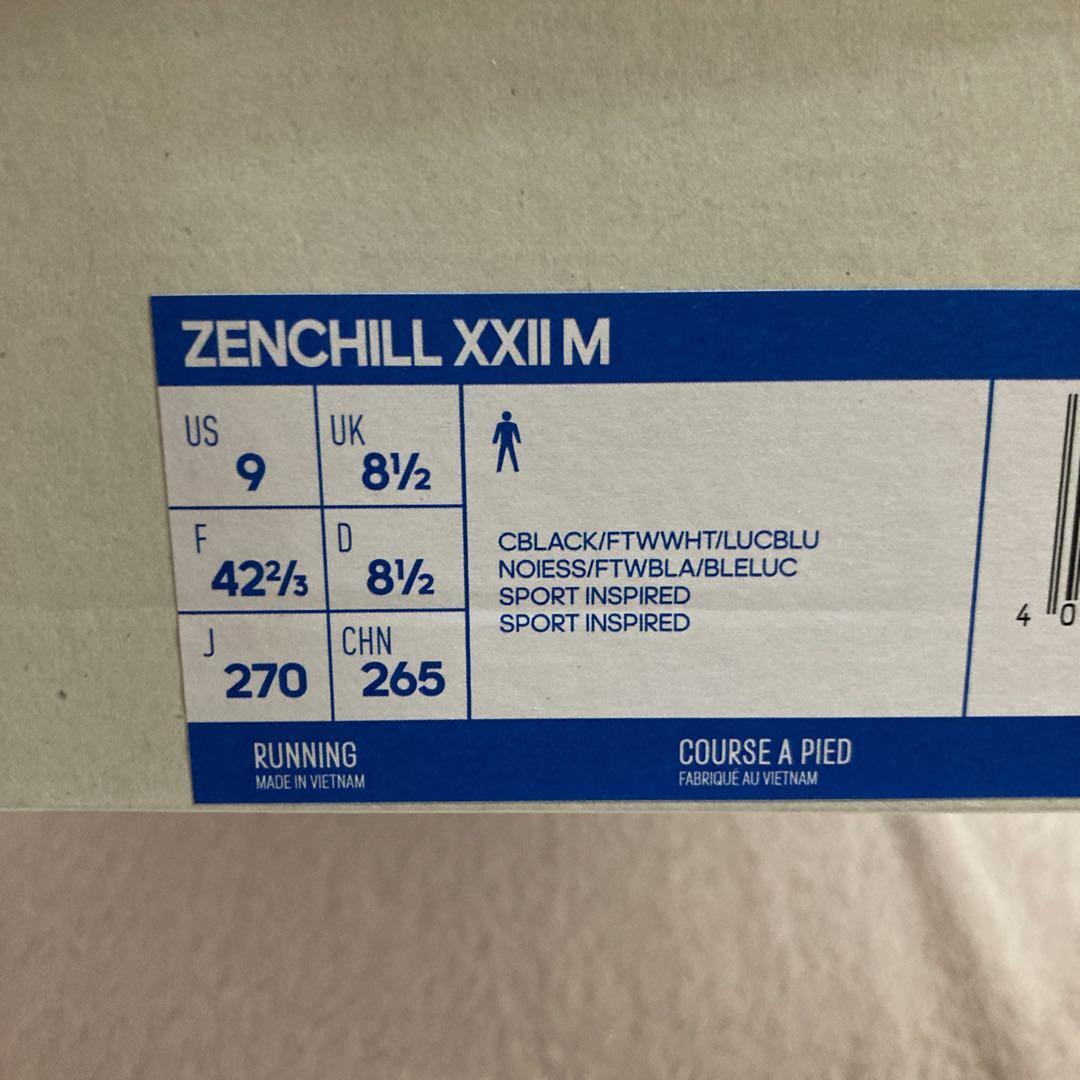 ZENCHILL XXII M
US 9
UK 8½
F 42⅔
D 8½
J 270
CHN 265
CBLACK/FTWWHT/LUCBLU
NOIESS/FTWBLA/BLELUC
SPORT INSPIRED
SPORT INSPIRED
4 0
RUNNING
MADE IN VIETNAM
COURSE A PIED
FABRIQUÉ AU VIETNAM